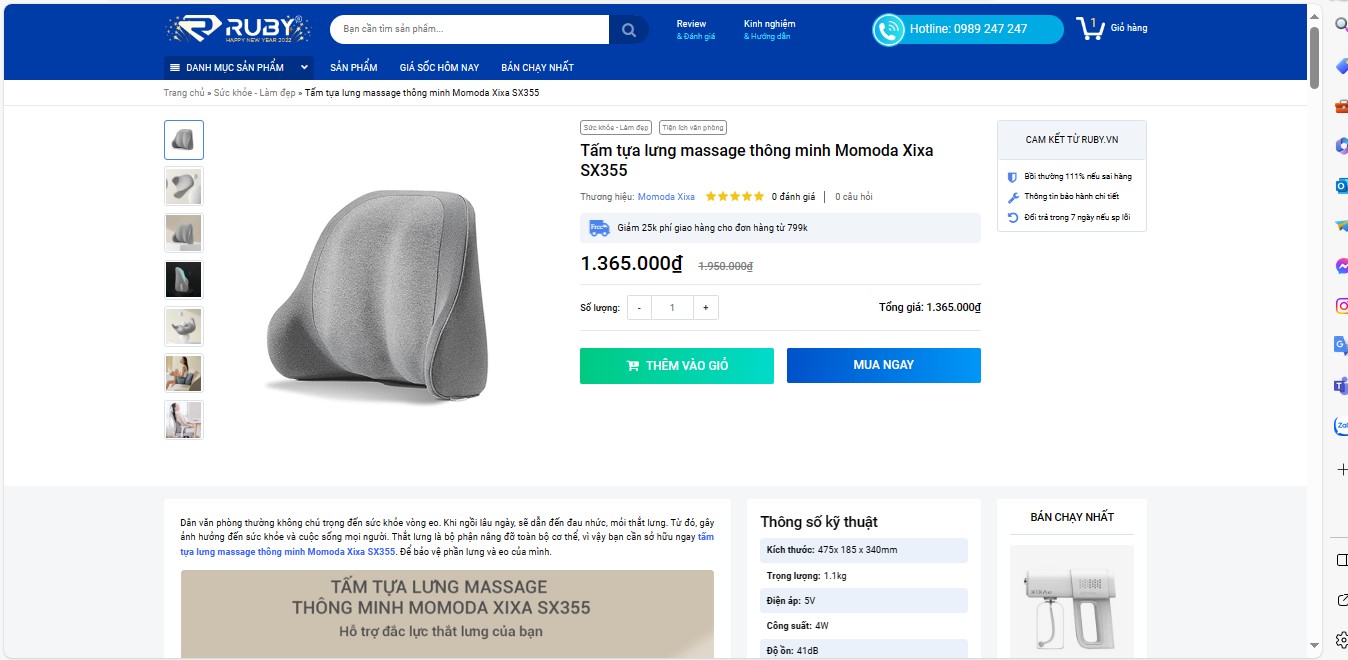 RUBY®
HAPPY NEW YEAR 2022
Bạn cần tìm sản phẩm...
Review
& Đánh giá
Kinh nghiệm
& Hướng dẫn
Hotline: 0989 247 247
1
Giỏ hàng
DANH MỤC SẢN PHẨM
SẢN PHẨM
GIÁ SỐC HÔM NAY
BÁN CHẠY NHẤT
Trang chủ » Sức khỏe - Làm đẹp » Tấm tựa lưng massage thông minh Momoda Xixa SX355
Sức khỏe - Làm đẹp
Tiện ích văn phòng
Tấm tựa lưng massage thông minh Momoda Xixa
SX355
Thương hiệu: Momoda Xixa
0 đánh giá
0 câu hỏi
Free
Giảm 25k phí giao hàng cho đơn hàng từ 799k
1.365.000₫ 1.950.000₫
Số lượng: - 1 +
Tổng giá: 1.365.000₫
THÊM VÀO GIỎ
MUA NGAY
CAM KẾT TỪ RUBY.VN
Bồi thường 111% nếu sai hàng
Thông tin bảo hành chi tiết
Đổi trả trong 7 ngày nếu sp lỗi
Dân văn phòng thường không chú trọng đến sức khỏe vòng eo. Khi ngồi lâu ngày, sẽ dẫn đến đau nhức, mỏi thắt lưng. Từ đó, gây
ảnh hưởng đến sức khỏe và cuộc sống mọi người. Thắt lưng là bộ phận nâng đỡ toàn bộ cơ thể, vì vậy bạn cần sở hữu ngay tấm
tựa lưng massage thông minh Momoda Xixa SX355. Để bảo vệ phần lưng và eo của mình.
TẤM TỰA LƯNG MASSAGE
THÔNG MINH MOMODA XIXA SX355
Hỗ trợ đắc lực thắt lưng của bạn
Thông số kỹ thuật
Kích thước: 475x 185 x 340mm
Trọng lượng: 1.1kg
Điện áp: 5V
Công suất: 4W
Độ ồn: 41dB
BÁN CHẠY NHẤT
Zalo